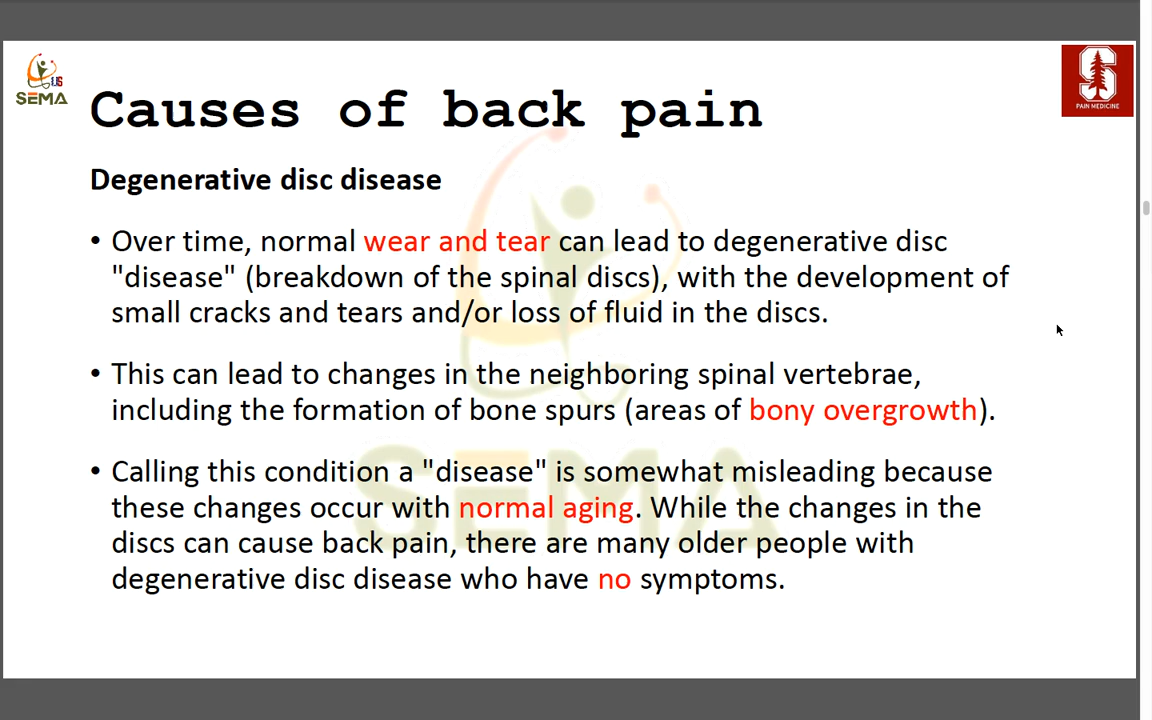 US
SEMA
S
PAIN MEDICINE
Causes of back pain
Degenerative disc disease
• Over time, normal wear and tear can lead to degenerative disc
"disease" (breakdown of the spinal discs), with the development of
small cracks and tears and/or loss of fluid in the discs.
• This can lead to changes in the neighboring spinal vertebrae,
including the formation of bone spurs (areas of bony overgrowth).
• Calling this condition a "disease" is somewhat misleading because
these changes occur with normal aging. While the changes in the
discs can cause back pain, there are many older people with
degenerative disc disease who have no symptoms.
SEMA